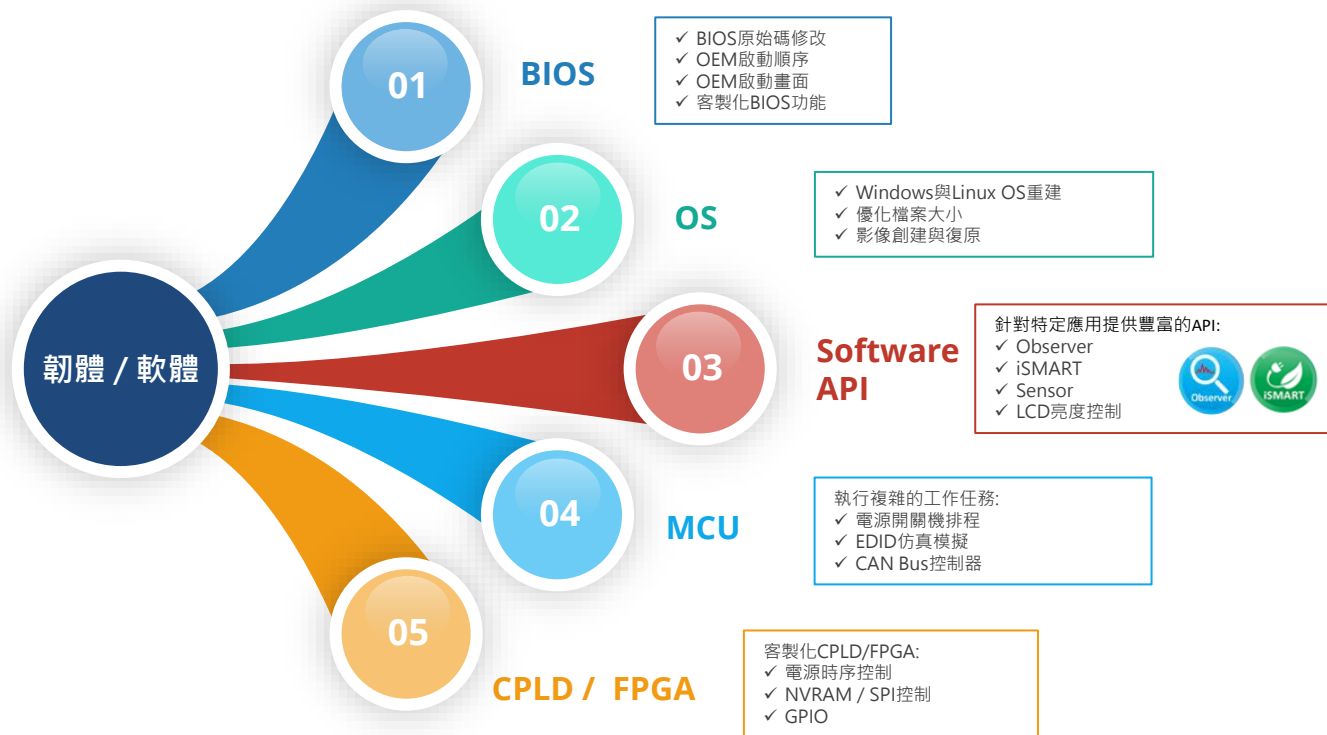 01
BIOS
✓ BIOS原始碼修改
✓ OEM啟動順序
✓ OEM啟動畫面
✓ 客製化BIOS功能
02
OS
✓ Windows與Linux OS重建
✓ 優化檔案大小
✓ 影像創建與復原
韌體 / 軟體
03
Software
API
針對特定應用提供豐富的API:
✓ Observer
✓ iSMART
✓ Sensor
✓ LCD亮度控制
Observer
iSMART
04
MCU
執行複雜的工作任務:
✓ 電源開關機排程
✓ EDID仿真模擬
✓ CAN Bus控制器
05
CPLD / FPGA
客製化CPLD/FPGA:
✓ 電源時序控制
✓ NVRAM / SPI控制
✓ GPIO